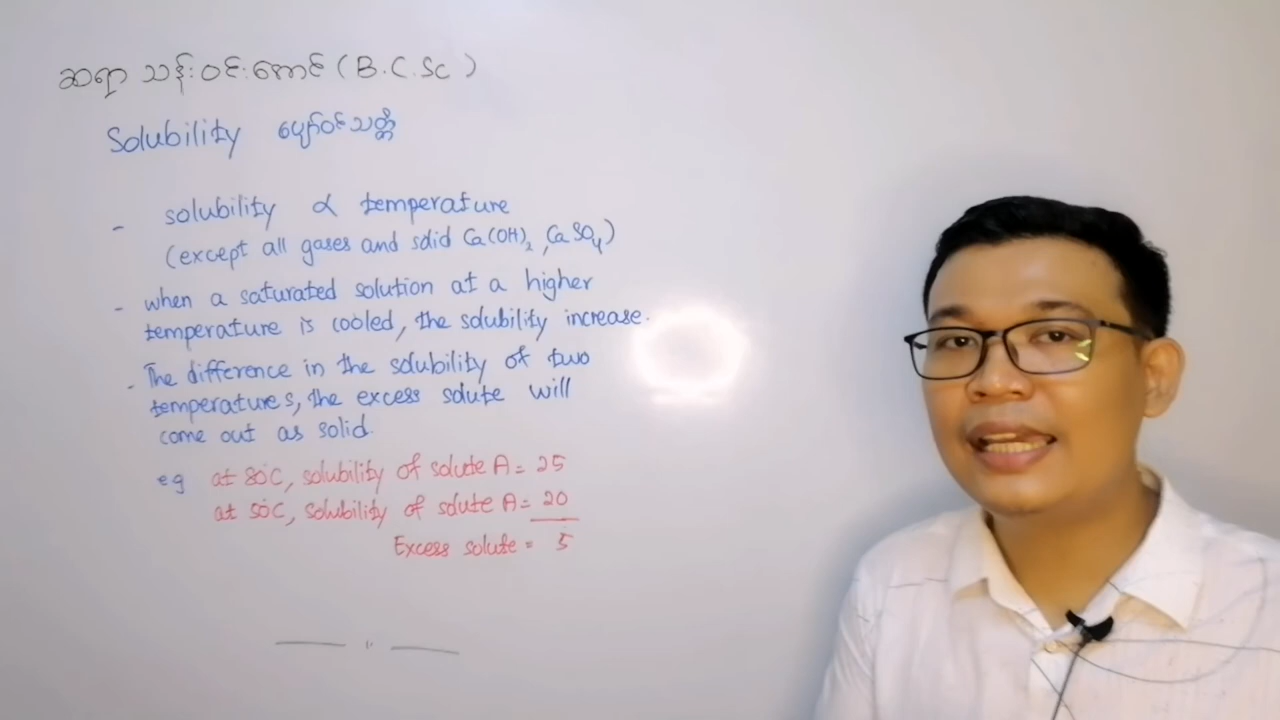 ဆရာ သန်းဝင်းအောင် (B.C.Sc)
Solubility ပျော်ဝင်သတ္တိ
- solubility ∝ temperature
(except all gases and solid Ca(OH)₂, CaSO₄)
- when a saturated solution at a higher
temperature is cooled, the solubility increase.
- The difference in the solubility of two
temperatures, the excess solute will
come out as solid.
eg at 80°C, solubility of solute A = 25
at 50°C, solubility of solute A = 20
Excess solute = 5